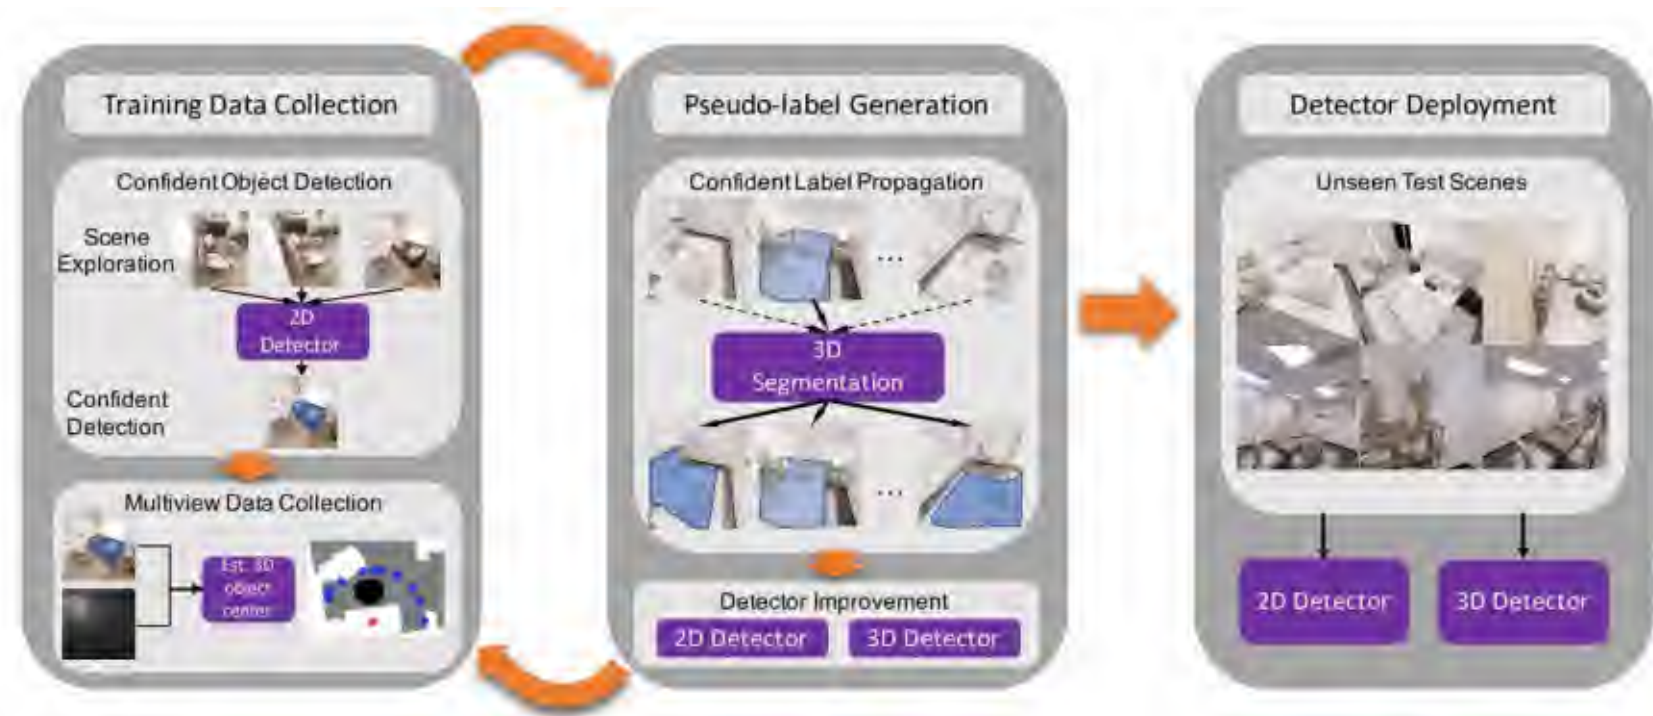 Training Data Collection
Confident Object Detection
Scene
Exploration
2D
Detector
Confident
Detection
Multiview Data Collection
Est. 3D
object
center
Pseudo-label Generation
Confident Label Propagation
...
3D
Segmentation
...
Detector Improvement
2D Detector
3D Detector
Detector Deployment
Unseen Test Scenes
2D Detector
3D Detector